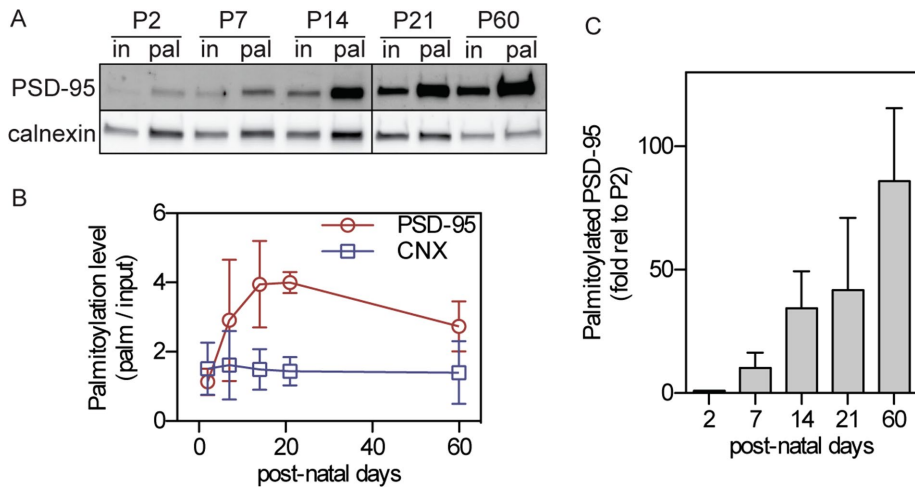 A
P2 P7 P14 P21 P60
in pal in pal in pal in pal in pal
PSD-95
calnexin
B
Palmitoylation level
(palm / input)
6
4
2
0
PSD-95
CNX
0 20 40 60
post-natal days
C
Palmitoylated PSD-95
(fold rel to P2)
100
50
0
2 7 14 21 60
post-natal days